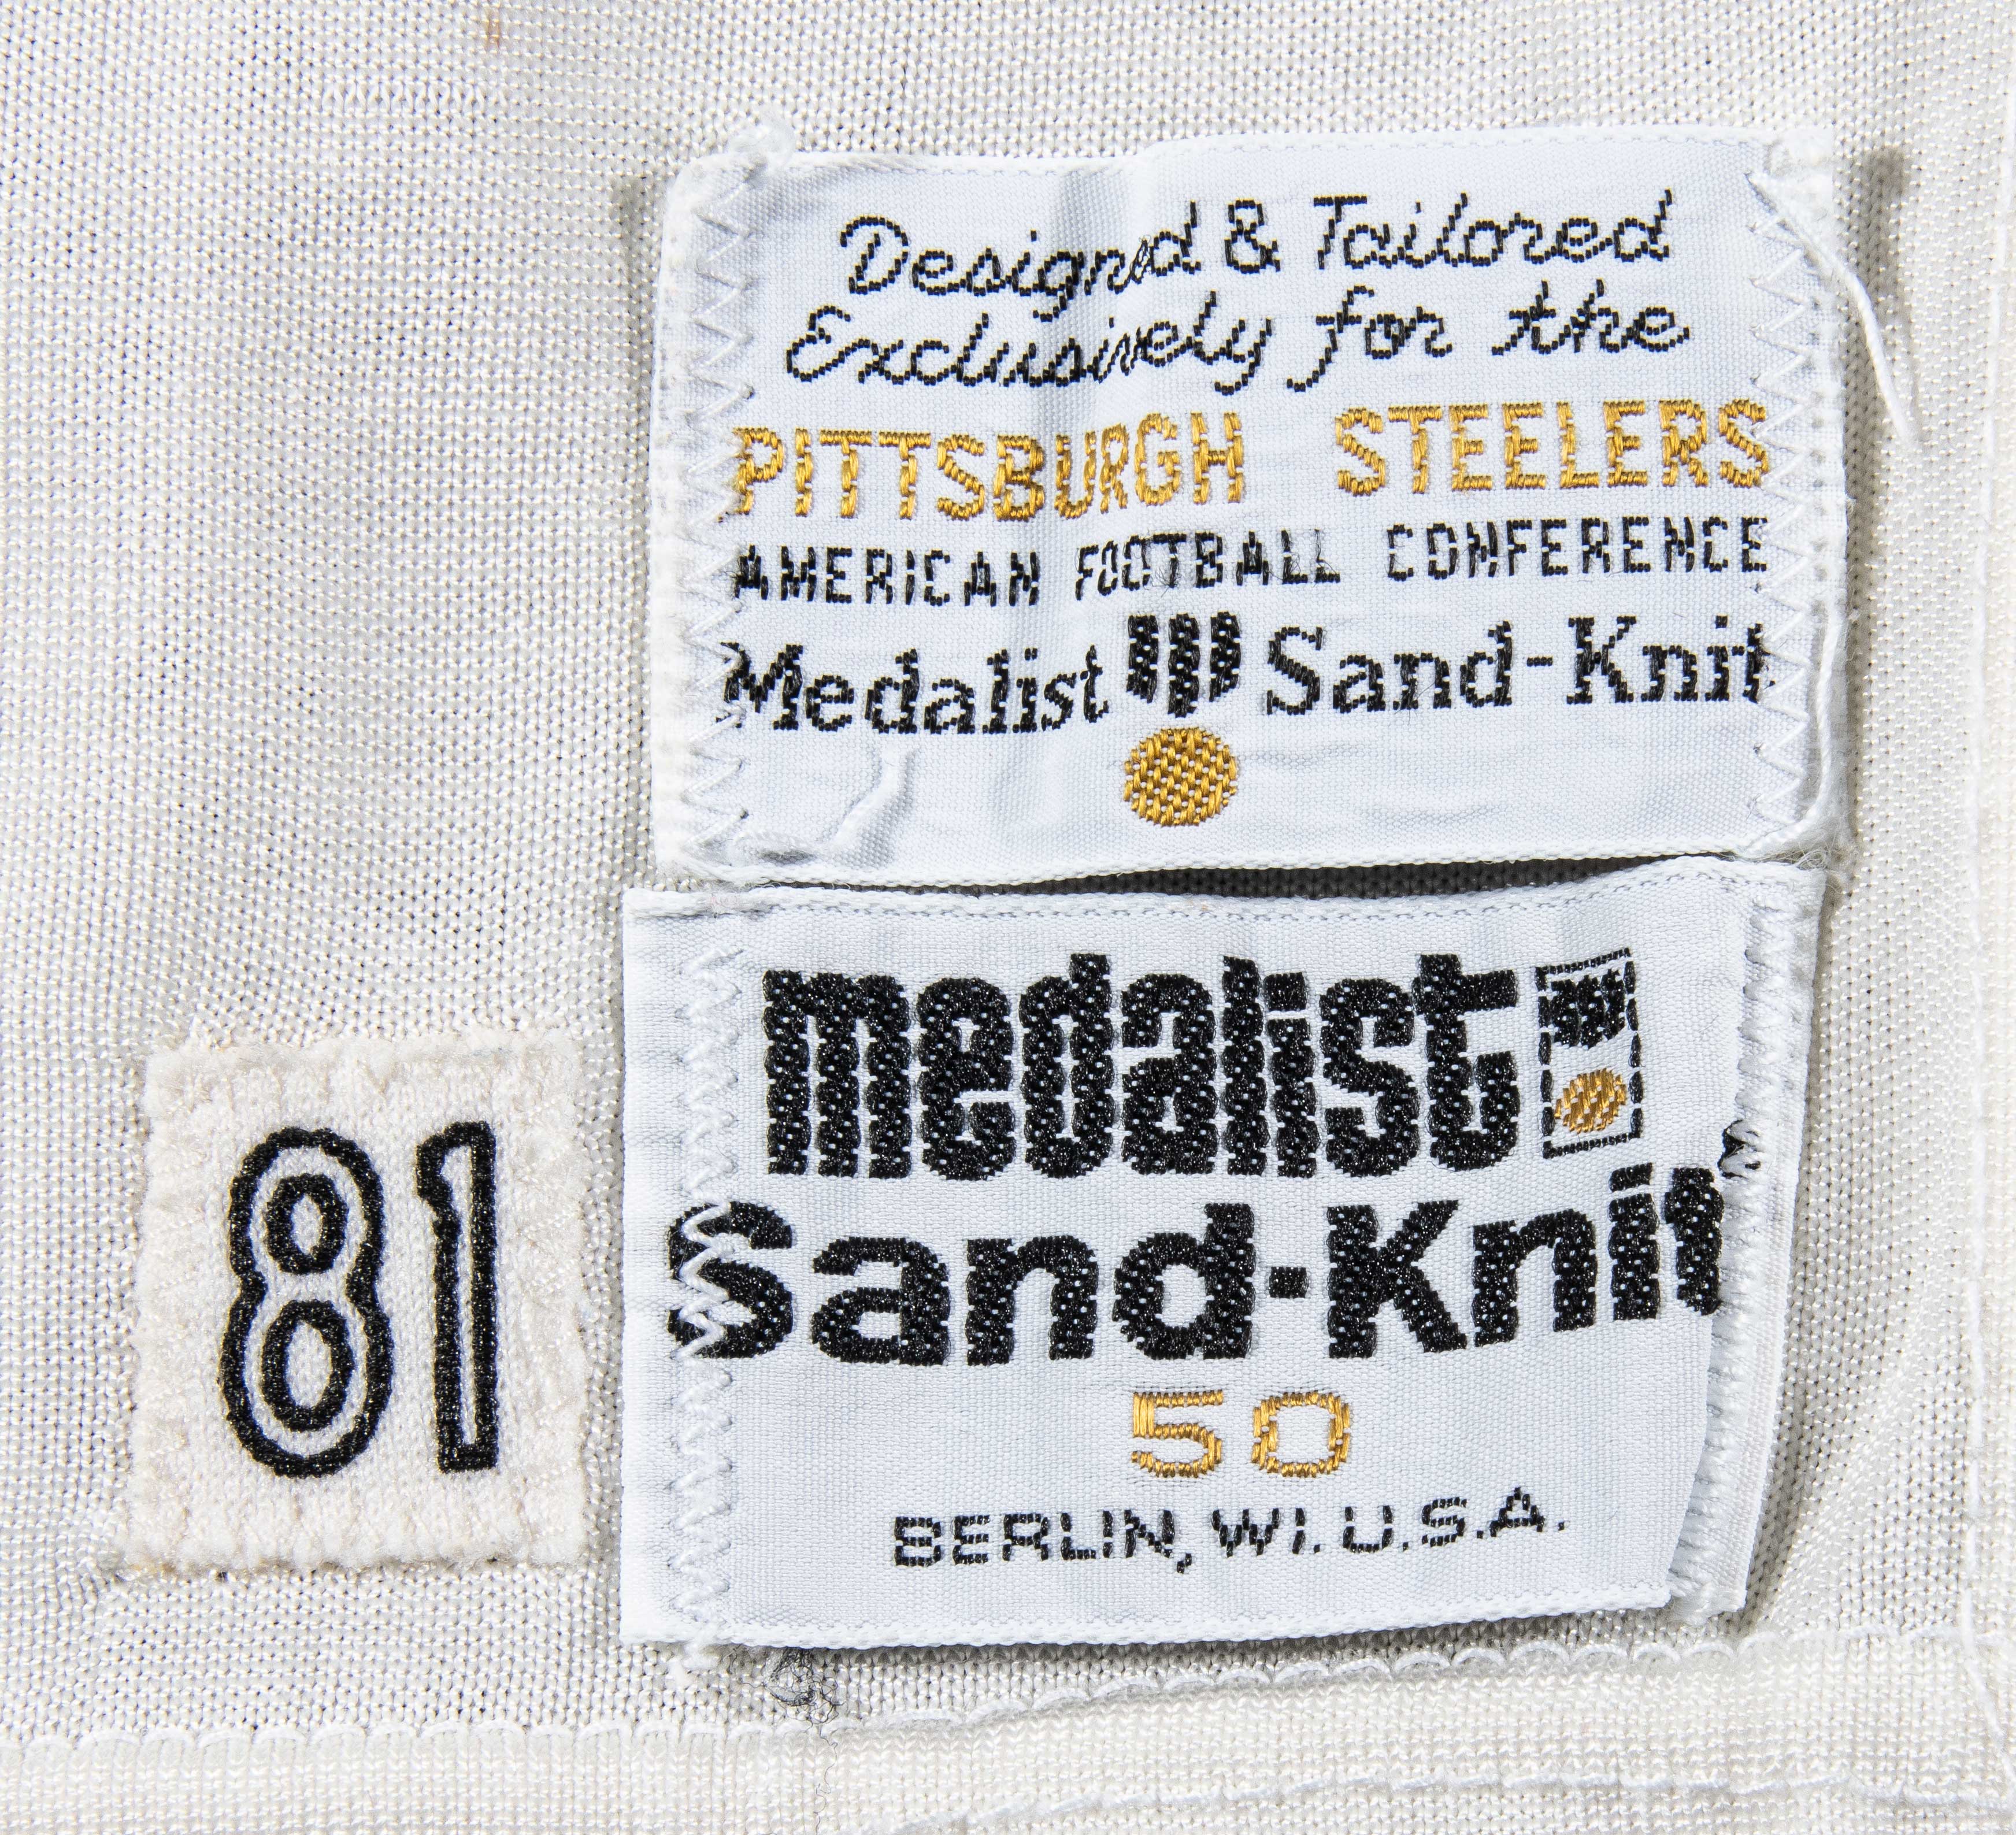 Designed & Tailored
Exclusively for the
PITTSBURGH STEELERS
AMERICAN FOOTBALL CONFERENCE
Medalist Sand-Knit
medalist
Sand-Knit
50
BERLIN, WI. U.S.A.
81